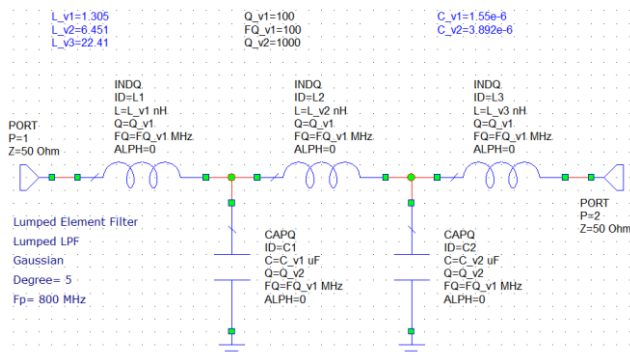 L_v1=1.305
L_v2=6.451
L_v3=22.41
Q_v1=100
FQ_v1=100
Q_v2=1000
C_v1=1.55e-6
C_v2=3.892e-6
INDQ
ID=L1
L=L_v1 nH
Q=Q_v1
FQ=FQ_v1 MHz
ALPH=0
INDQ
ID=L2
L=L_v2 nH
Q=Q_v1
FQ=FQ_v1 MHz
ALPH=0
INDQ
ID=L3
L=L_v3 nH
Q=Q_v1
FQ=FQ_v1 MHz
ALPH=0
PORT
P=1
Z=50 Ohm
PORT
P=2
Z=50 Ohm
Lumped Element Filter
Lumped LPF
Gaussian
Degree= 5
Fp= 800 MHz
CAPQ
ID=C1
C=C_v1 uF
Q=Q_v2
FQ=FQ_v1 MHz
ALPH=0
CAPQ
ID=C2
C=C_v2 uF
Q=Q_v2
FQ=FQ_v1 MHz
ALPH=0